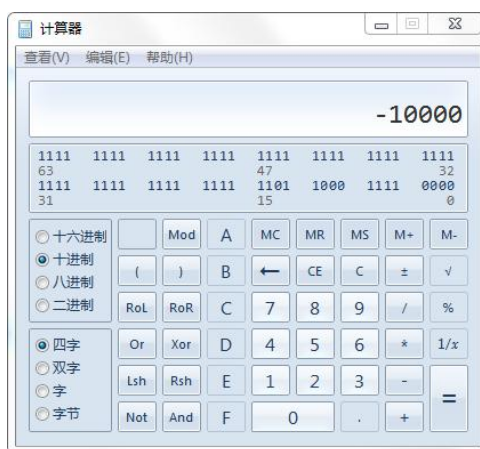 计算器
查看(V) 编辑(E) 帮助(H)
-10000
1111 1111 1111 1111 1111 1111 1111 1111
63 47 32
1111 1111 1111 1111 1101 1000 1111 0000
31 15 0
十六进制 Mod A MC MR MS M+ M-
十进制 ( ) B ← CE C ± √
八进制
二进制 RoL RoR C 7 8 9 / %
四字 Or Xor D 4 5 6 * 1/x
双字
字 Lsh Rsh E 1 2 3 - =
字节 Not And F 0 . +